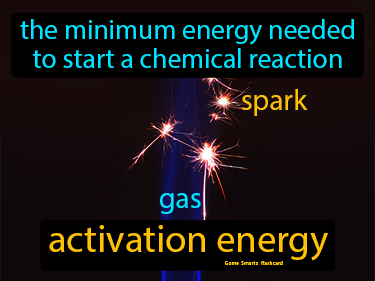 the minimum energy needed
to start a chemical reaction
spark
gas
activation energy
Game Smartz flashcard